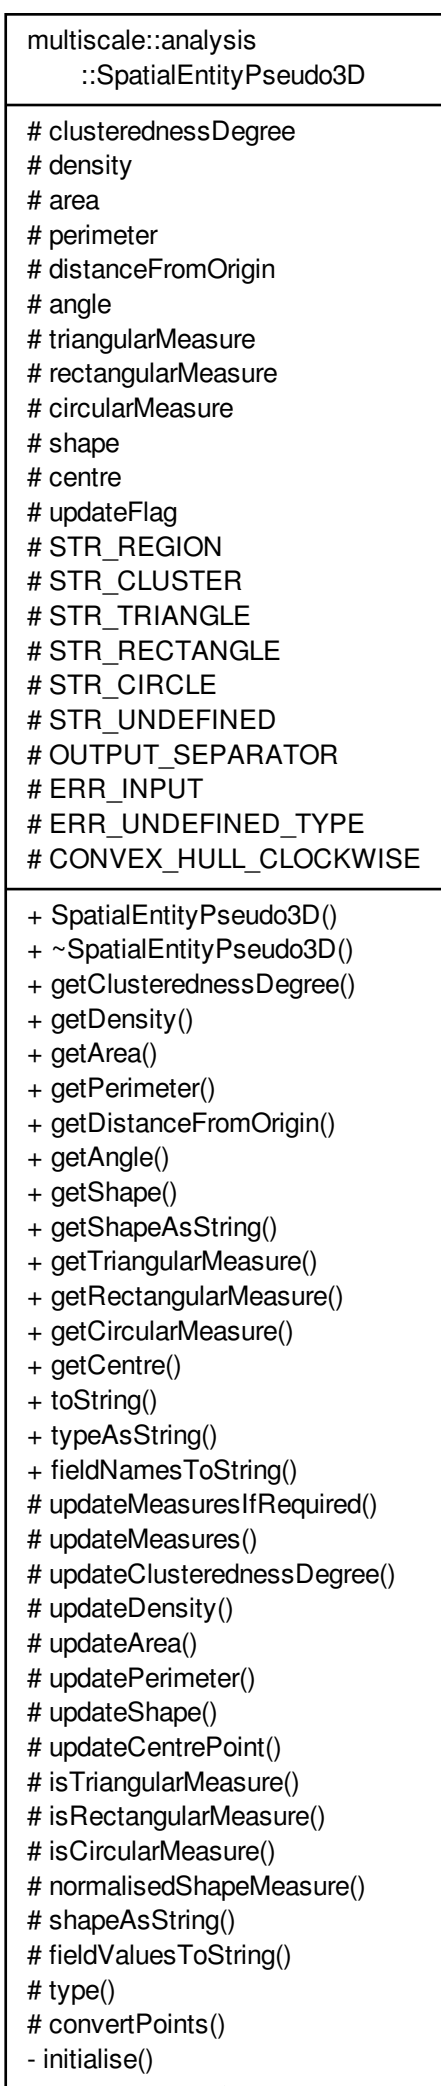 multiscale::analysis
::SpatialEntityPseudo3D
# clusterednessDegree
# density
# area
# perimeter
# distanceFromOrigin
# angle
# triangularMeasure
# rectangularMeasure
# circularMeasure
# shape
# centre
# updateFlag
# STR_REGION
# STR_CLUSTER
# STR_TRIANGLE
# STR_RECTANGLE
# STR_CIRCLE
# STR_UNDEFINED
# OUTPUT_SEPARATOR
# ERR_INPUT
# ERR_UNDEFINED_TYPE
# CONVEX_HULL_CLOCKWISE
+ SpatialEntityPseudo3D()
+ ~SpatialEntityPseudo3D()
+ getClusterednessDegree()
+ getDensity()
+ getArea()
+ getPerimeter()
+ getDistanceFromOrigin()
+ getAngle()
+ getShape()
+ getShapeAsString()
+ getTriangularMeasure()
+ getRectangularMeasure()
+ getCircularMeasure()
+ getCentre()
+ toString()
+ typeAsString()
+ fieldNamesToString()
# updateMeasuresIfRequired()
# updateMeasures()
# updateClusterednessDegree()
# updateDensity()
# updateArea()
# updatePerimeter()
# updateShape()
# updateCentrePoint()
# isTriangularMeasure()
# isRectangularMeasure()
# isCircularMeasure()
# normalisedShapeMeasure()
# shapeAsString()
# fieldValuesToString()
# type()
# convertPoints()
- initialise()